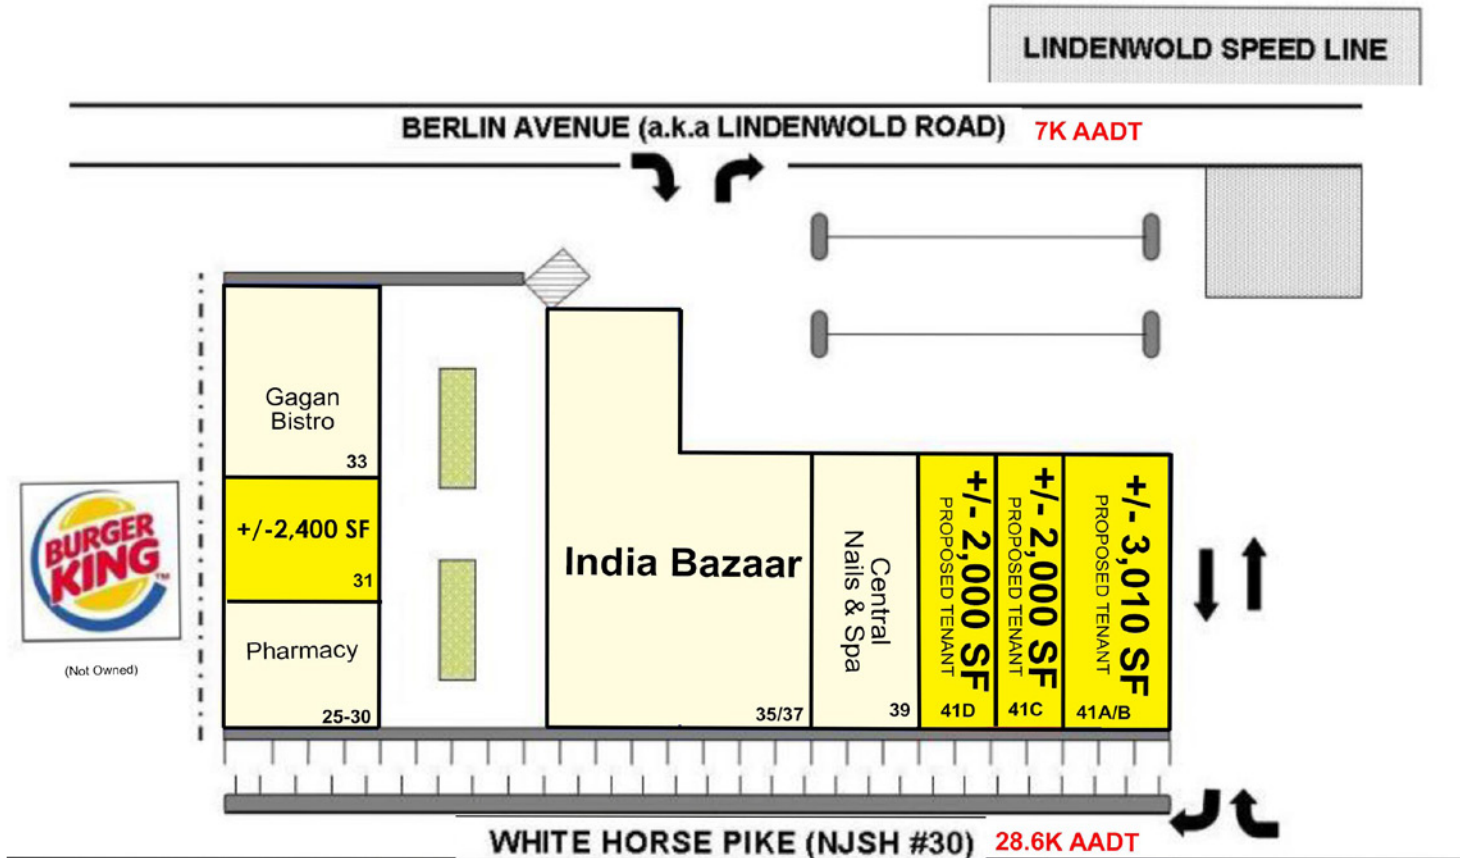 LINDENWOLD SPEED LINE
BERLIN AVENUE (a.k.a LINDENWOLD ROAD) 7K AADT
Gagan
Bistro
33
+/-2,400 SF
31
Pharmacy
25-30
BURGER
KING
TM
(Not Owned)
India Bazaar
35/37
Central
Nails & Spa
39
+/- 2,000 SF
PROPOSED TENANT
41D
+/- 2,000 SF
PROPOSED TENANT
41C
+/- 3,010 SF
PROPOSED TENANT
41A/B
WHITE HORSE PIKE (NJSH #30) 28.6K AADT